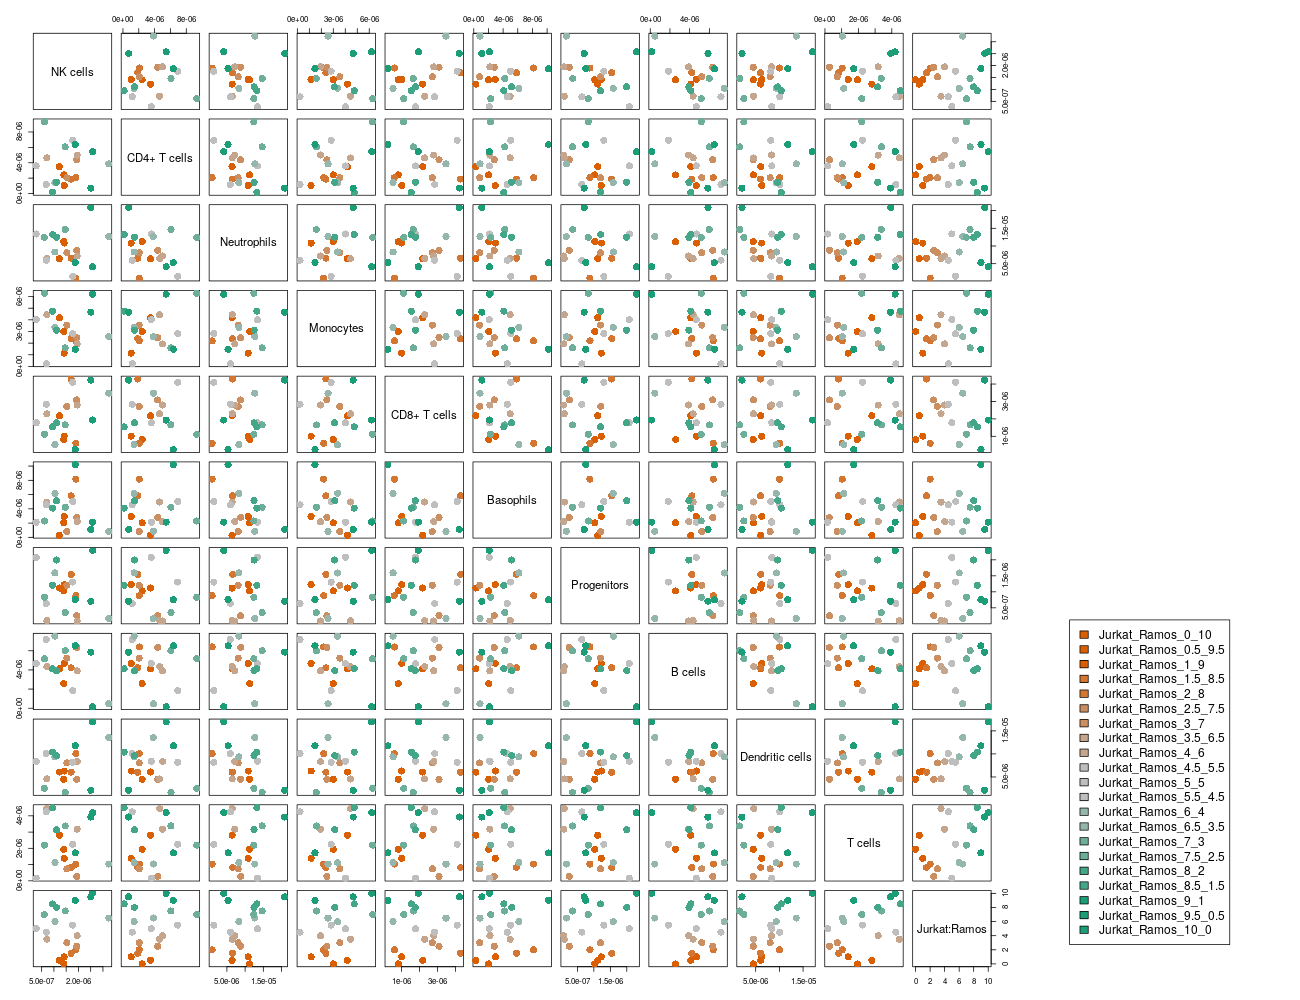 0e+00 4e-06 8e-06 0e+00 3e-06 6e-06 0e+00 4e-06 8e-06 0e+00 4e-06 0e+00 2e-06 4e-06
NK cells
5.0e-07 2.0e-06
0e+00 4e-06 8e-06
CD4+ T cells
Neutrophils
5.0e-06 1.5e-05
0e+00 3e-06 6e-06
Monocytes
CD8+ T cells
1e-06 3e-06
0e+00 4e-06 8e-06
Basophils
Progenitors
5.0e-07 1.5e-06
0e+00 4e-06
B cells
Dendritic cells
5.0e-06 1.5e-05
0e+00 2e-06 4e-06
T cells
Jurkat:Ramos
0 2 4 6 8 10
5.0e-07 2.0e-06 5.0e-06 1.5e-05 1e-06 3e-06 5.0e-07 1.5e-06 5.0e-06 1.5e-05 0 2 4 6 8 10
Jurkat_Ramos_0_10
Jurkat_Ramos_0.5_9.5
Jurkat_Ramos_1_9
Jurkat_Ramos_1.5_8.5
Jurkat_Ramos_2_8
Jurkat_Ramos_2.5_7.5
Jurkat_Ramos_3_7
Jurkat_Ramos_3.5_6.5
Jurkat_Ramos_4_6
Jurkat_Ramos_4.5_5.5
Jurkat_Ramos_5_5
Jurkat_Ramos_5.5_4.5
Jurkat_Ramos_6_4
Jurkat_Ramos_6.5_3.5
Jurkat_Ramos_7_3
Jurkat_Ramos_7.5_2.5
Jurkat_Ramos_8_2
Jurkat_Ramos_8.5_1.5
Jurkat_Ramos_9_1
Jurkat_Ramos_9.5_0.5
Jurkat_Ramos_10_0